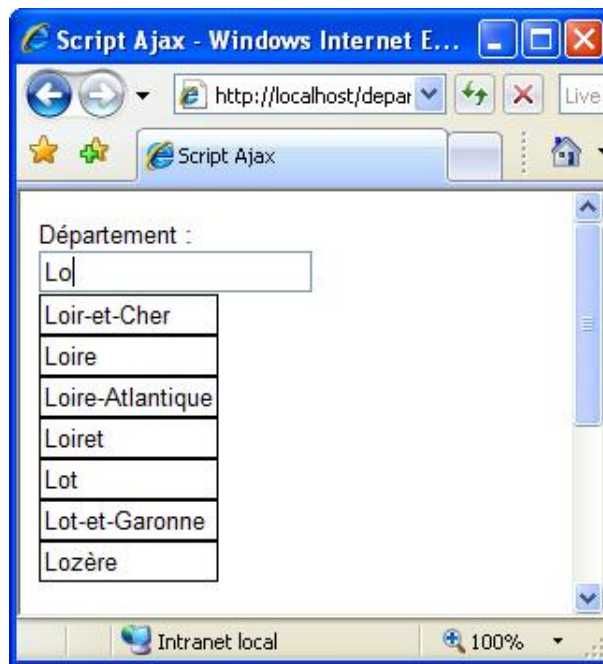 Script Ajax - Windows Internet E...
http://localhost/depar
Live
Script Ajax
Département :
Lo
Loir-et-Cher
Loire
Loire-Atlantique
Loiret
Lot
Lot-et-Garonne
Lozère
Intranet local
100%